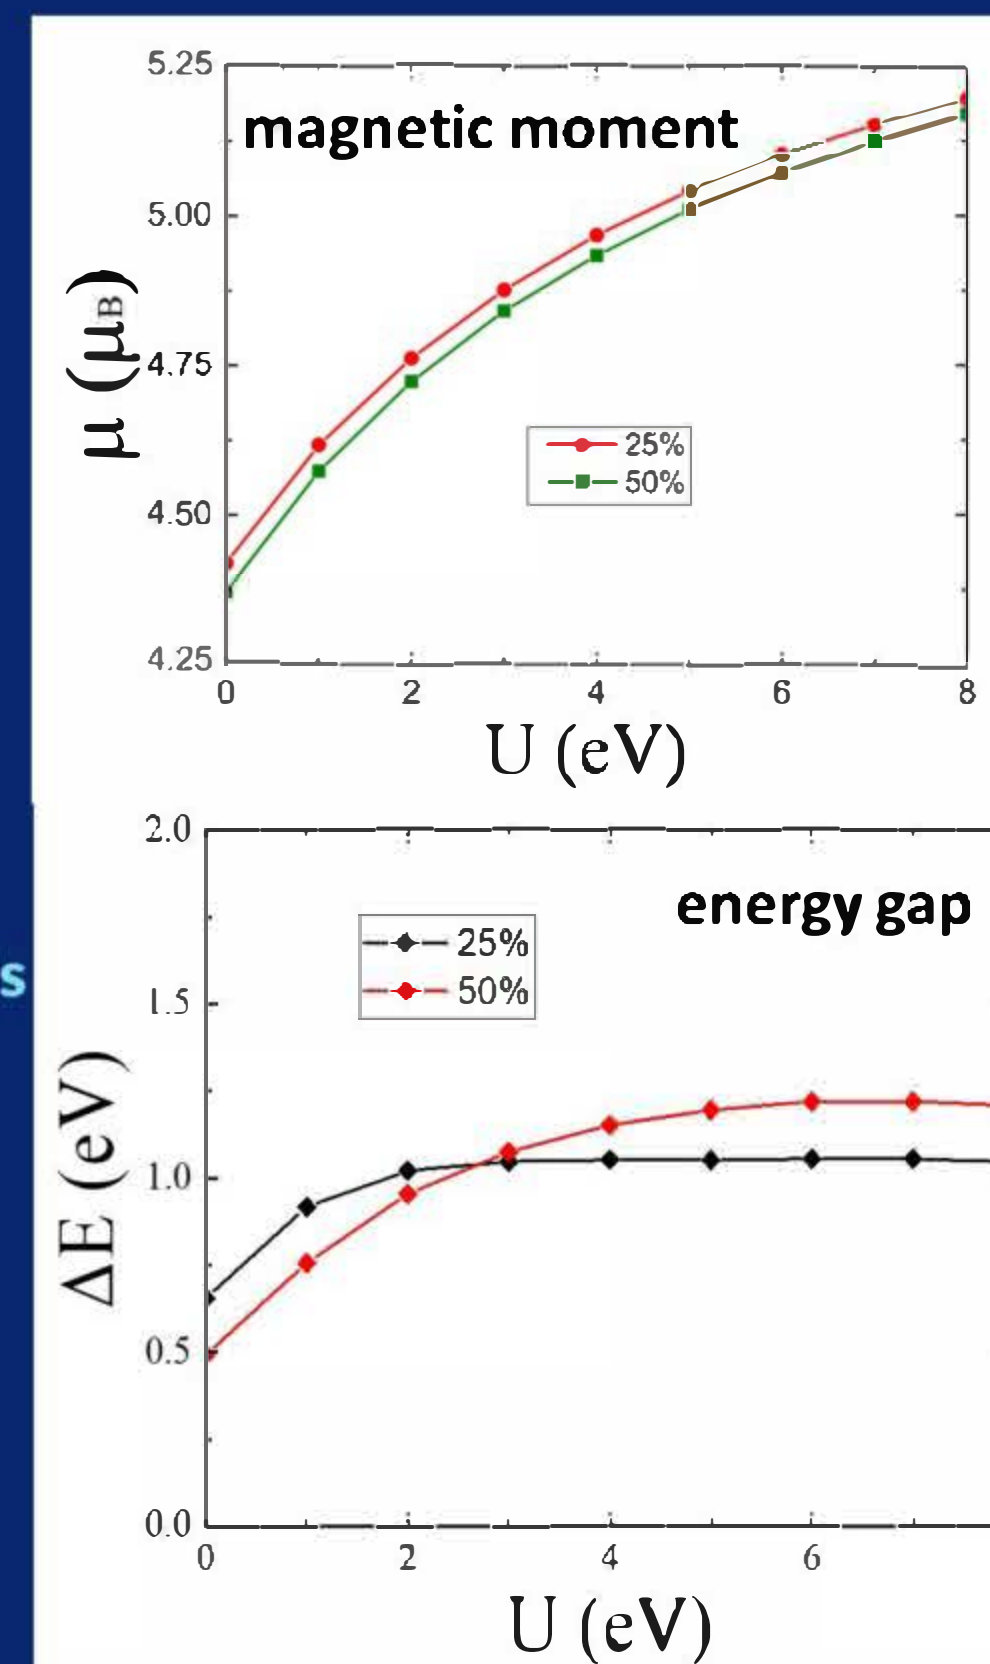 5.25
magnetic moment
5.00
μ (μB)
4.75
25%
50%
4.50
4.25
0 2 4 6 8
U (eV)
2.0
energy gap
25%
50%
s
1.5
ΔE (eV)
1.0
0.5
0.0
0 2 4 6
U (eV)